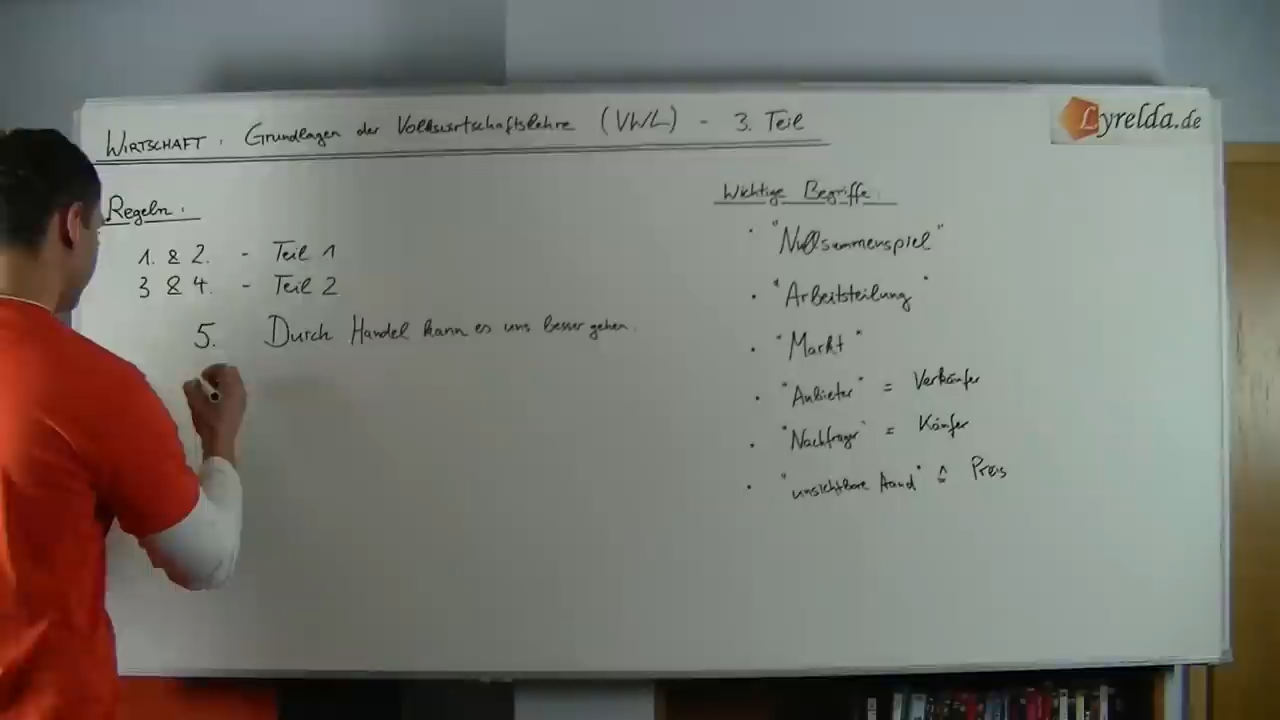 WIRTSCHAFT: Grundlagen der Volkswirtschaftslehre (VWL) - 3. Teil
Lyrelda.de
Regeln:
1. & 2. - Teil 1
3 & 4. - Teil 2
5. Durch Handel kann es uns besser gehen.
Wichtige Begriffe:
• "Nullsummenspiel"
• "Arbeitsteilung"
• "Markt"
• "Anbieter" = Verkäufer
• "Nachfrager" = Käufer
• "unsichtbare Hand" ≙ Preis